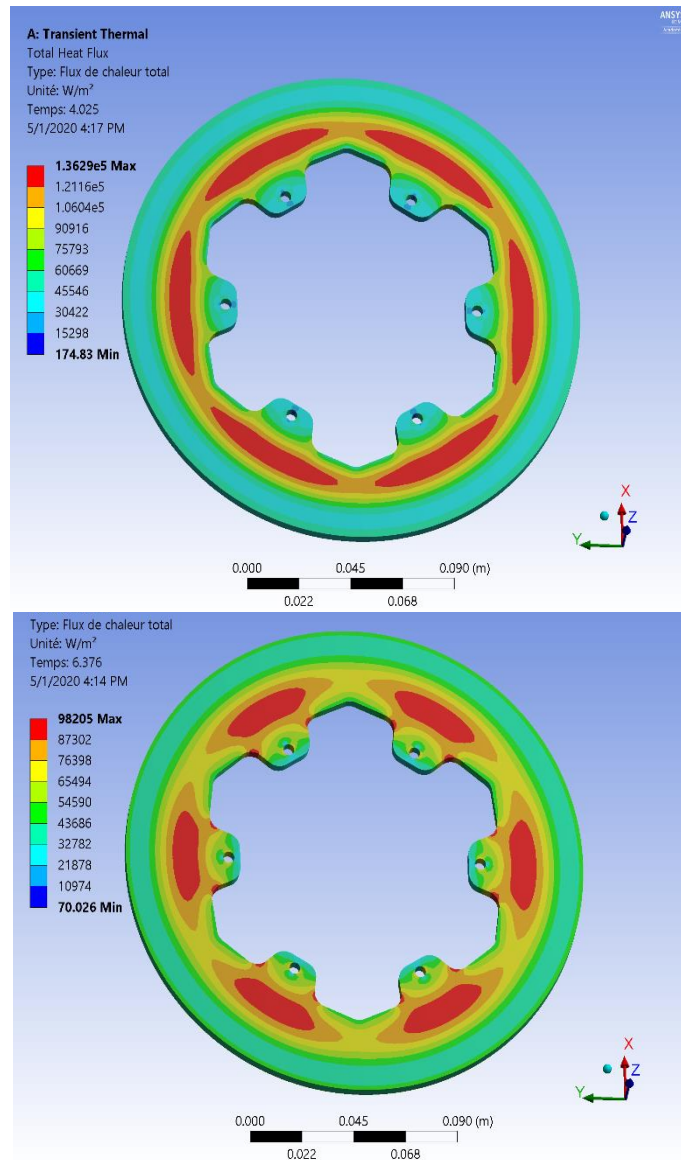 ANSYS
A: Transient Thermal
Total Heat Flux
Type: Flux de chaleur total
Unité: W/m²
Temps: 4.025
5/1/2020 4:17 PM
1.3629e5 Max
1.2116e5
1.0604e5
90916
75793
60669
45546
30422
15298
174.83 Min
X
Z
Y
0.000 0.045 0.090 (m)
0.022 0.068
Type: Flux de chaleur total
Unité: W/m²
Temps: 6.376
5/1/2020 4:14 PM
98205 Max
87302
76398
65494
54590
43686
32782
21878
10974
70.026 Min
X
Z
Y
0.000 0.045 0.090 (m)
0.022 0.068